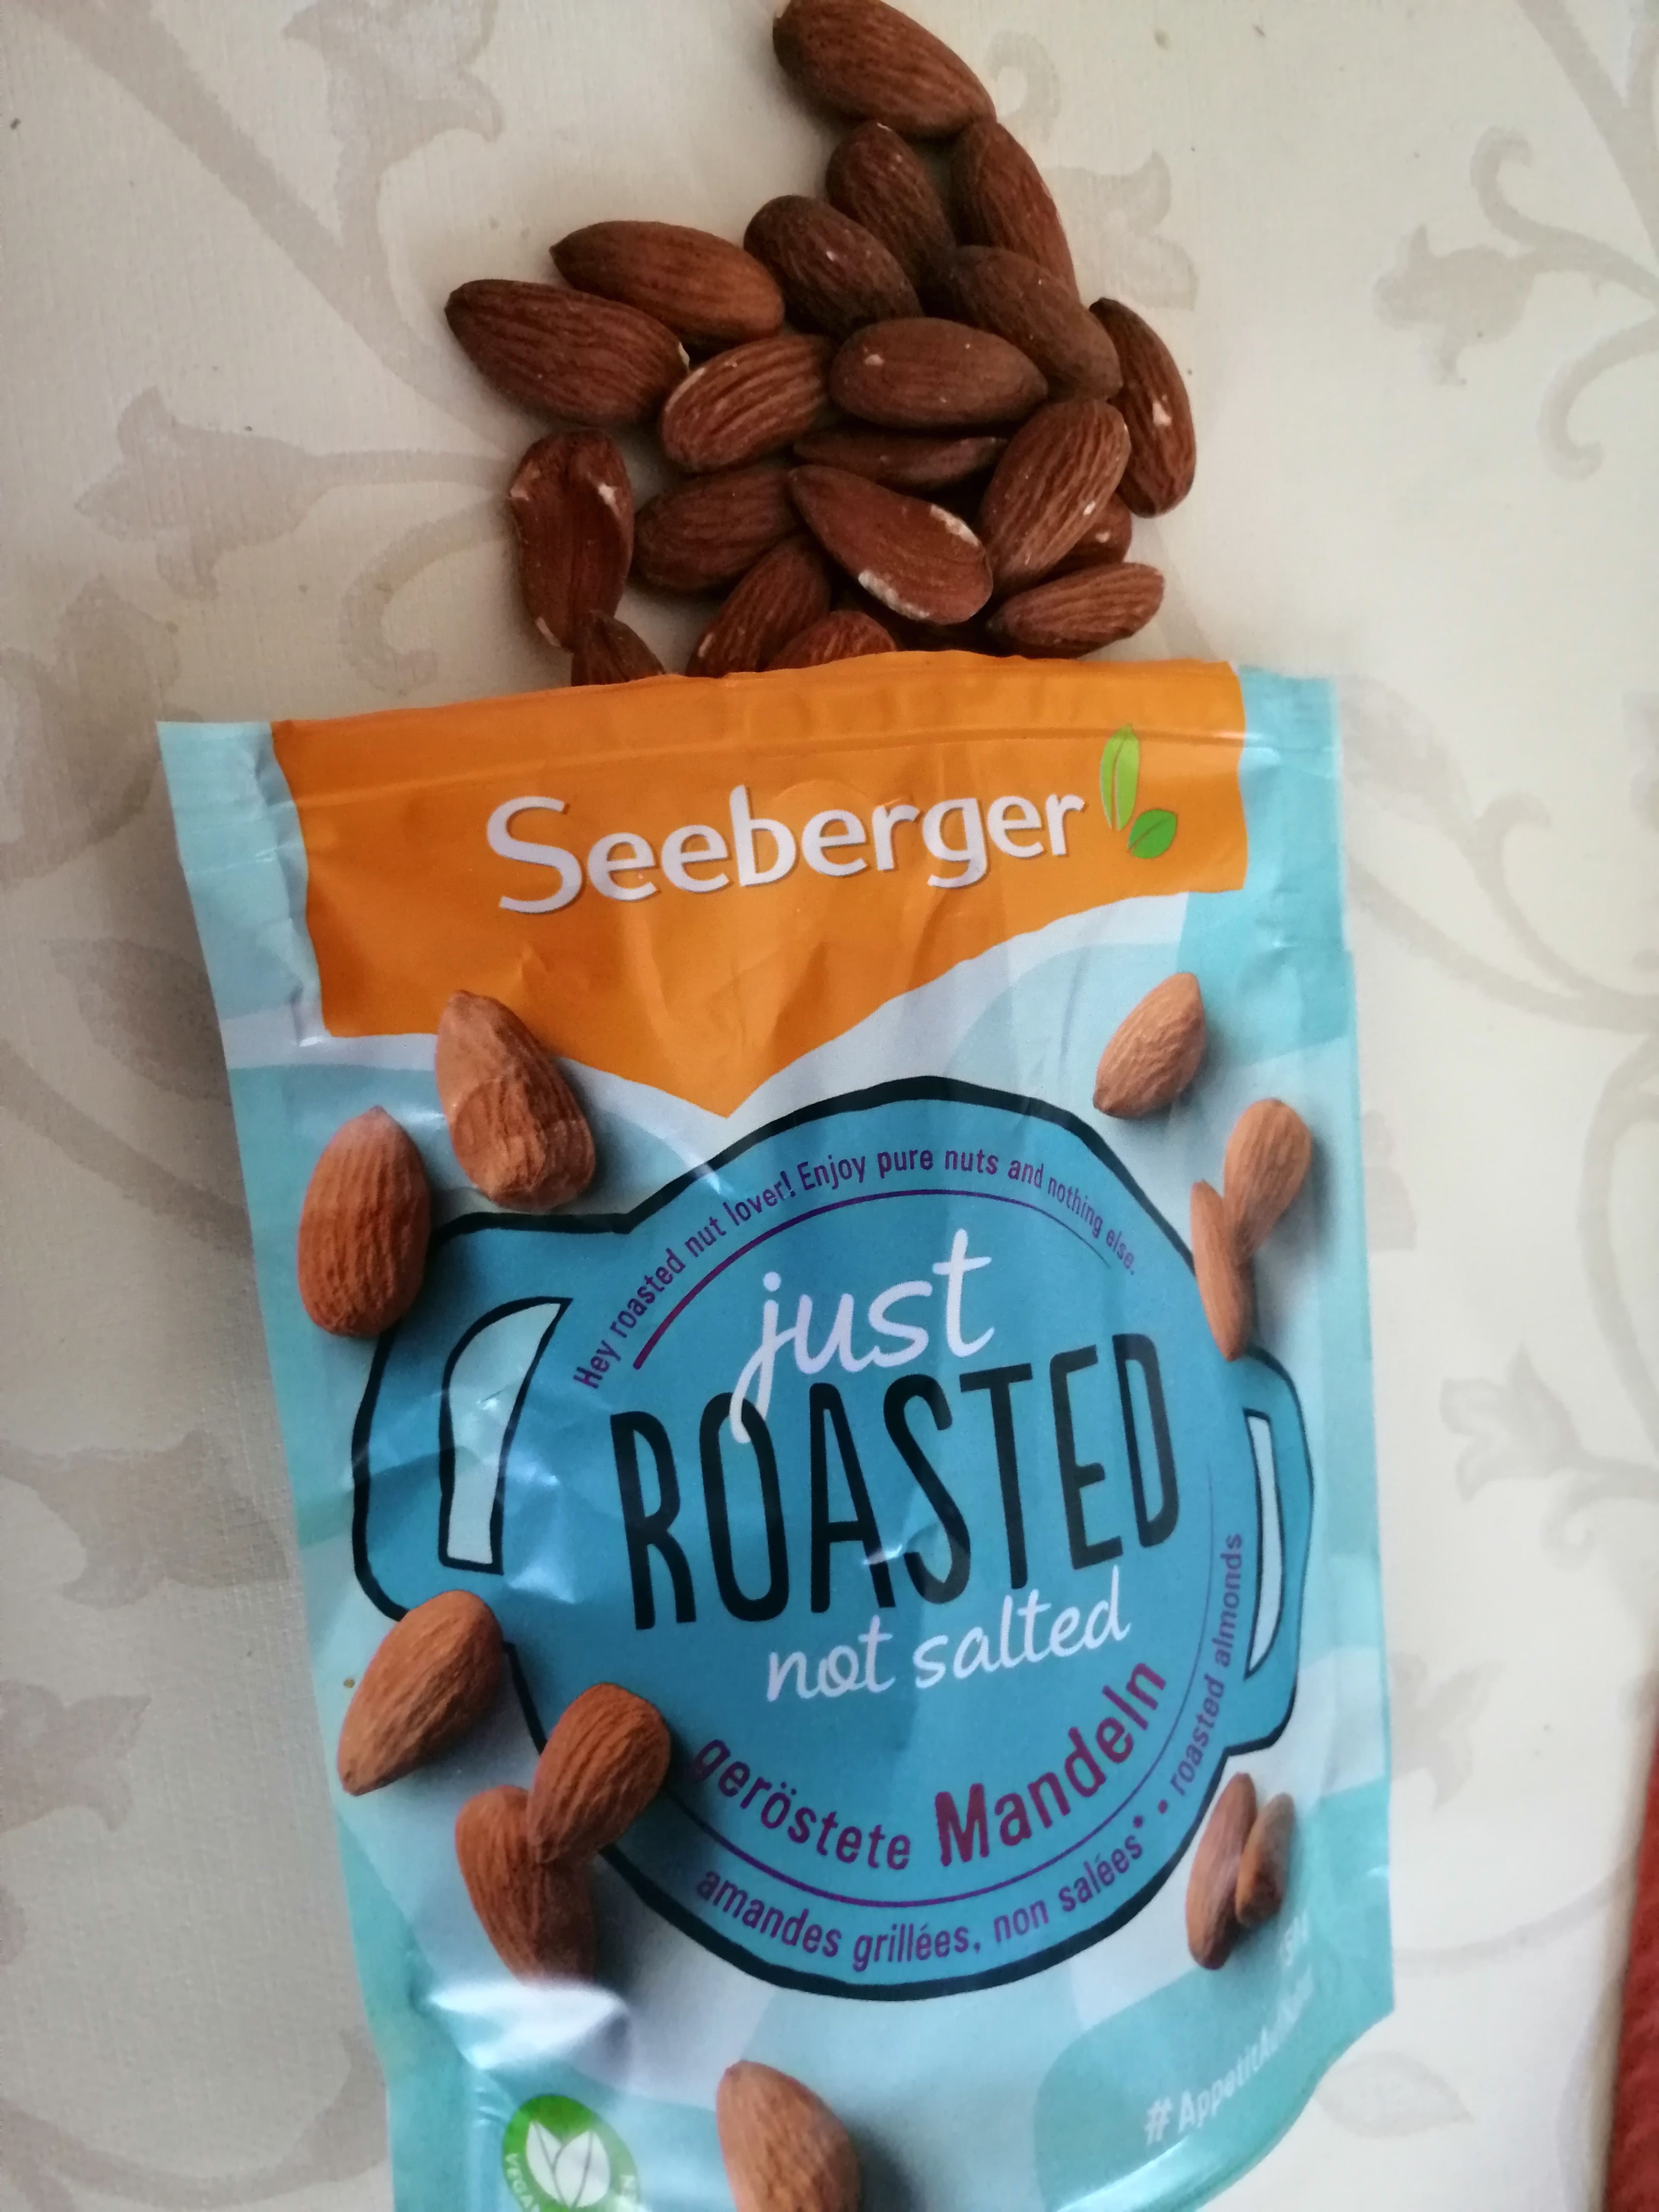 Seeberger
Hey roasted nut lover! Enjoy pure nuts and nothing else.
just
ROASTED
not salted
geröstete Mandeln
amandes grillées, non salées* • roasted almonds
VEGAN